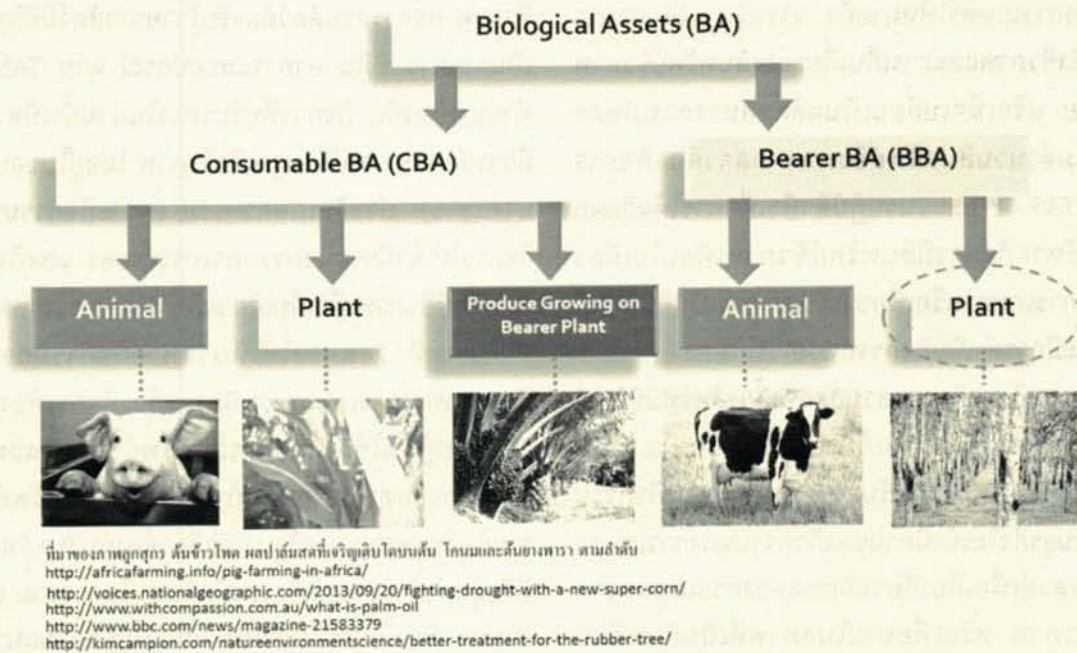 Biological Assets (BA)
Consumable BA (CBA)
Bearer BA (BBA)
Animal
Plant
Produce Growing on
Bearer Plant
Animal
Plant
ที่มาของภาพลูกสุกร ต้นข้าวโพด ผลปาล์มสดที่เจริญเติบโตบนต้น โคนมและต้นยางพารา ตามลำดับ
http://africafarming.info/pig-farming-in-africa/
http://voices.nationalgeographic.com/2013/09/20/fighting-drought-with-a-new-super-corn/
http://www.withcompassion.com.au/what-is-palm-oil
http://www.bbc.com/news/magazine-21583379
http://kimcampion.com/natureenvironmentscience/better-treatment-for-the-rubber-tree/